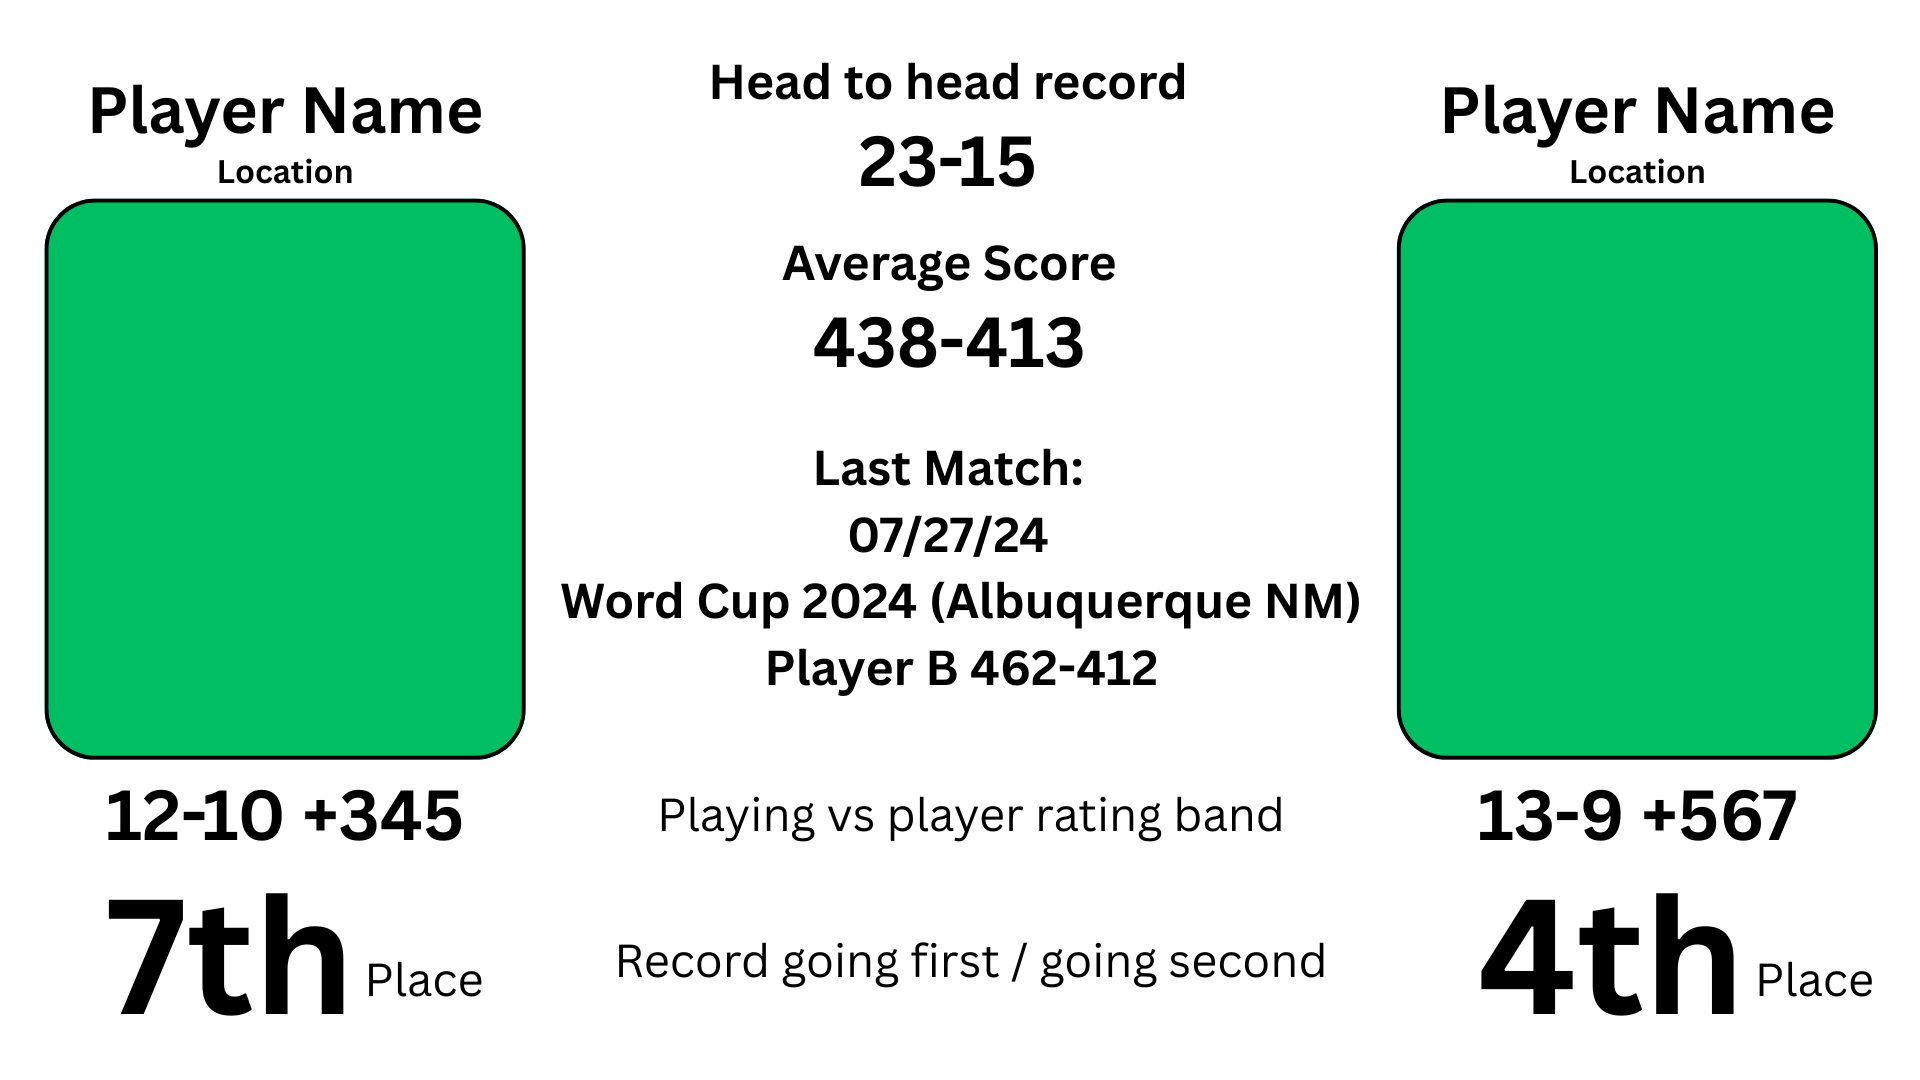 Player Name
Location
12-10 +345
7th Place
Head to head record
23-15
Average Score
438-413
Last Match:
07/27/24
Word Cup 2024 (Albuquerque NM)
Player B 462-412
Playing vs player rating band
Record going first / going second
Player Name
Location
13-9 +567
4th Place